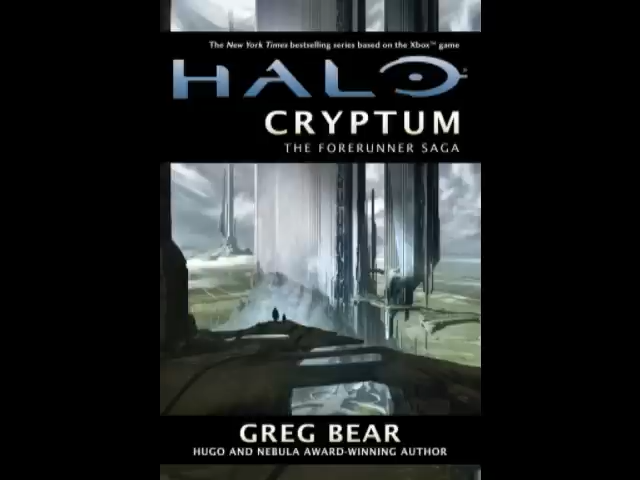 The New York Times bestselling series based on the Xbox™ game
HALO®
CRYPTUM
THE FORERUNNER SAGA
GREG BEAR
HUGO AND NEBULA AWARD-WINNING AUTHOR